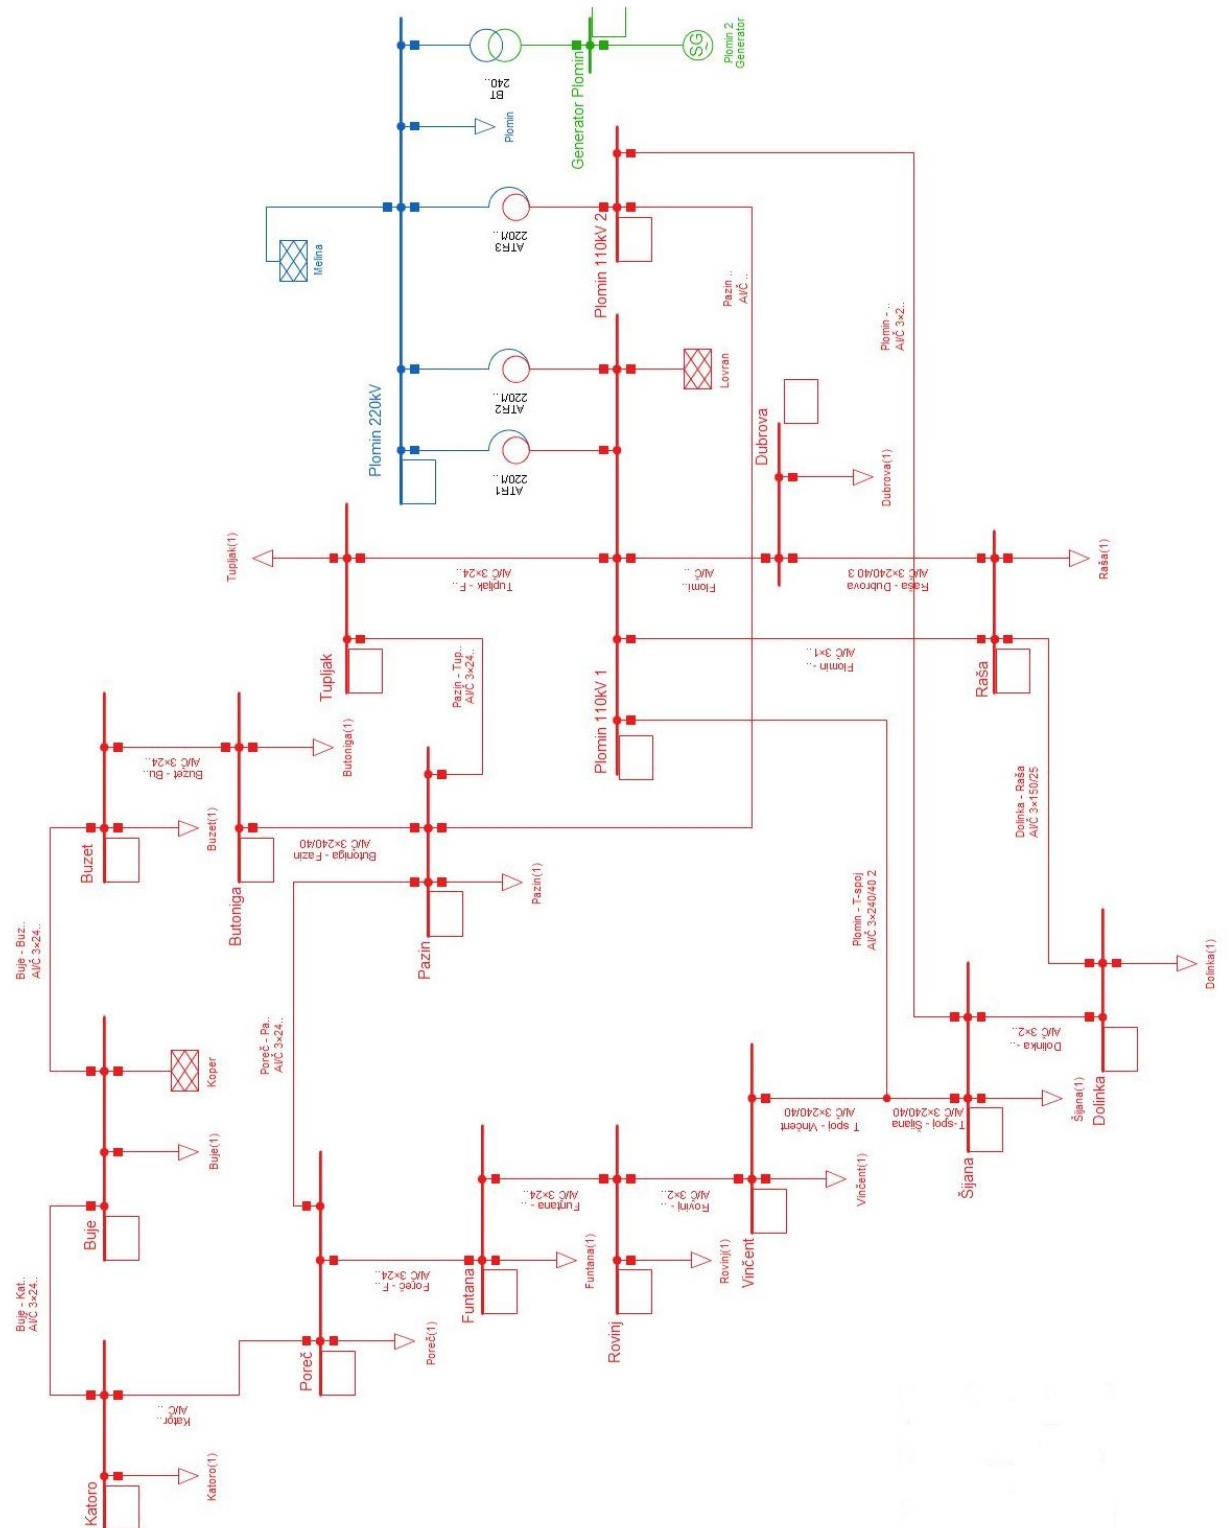 Plomin 2
Generator
BT
240..
Generator Plomin
Plomin
Melina
ATR3
220/1..
Plomin 110kV 2
Pazin ..
Al/Č ..
Plomin - ..
Al/Č 3×2..
Lovran
Plomin 220kV
ATR2
220/1..
ATR1
220/1..
Dubrova
Dubrova(1)
Tupljak(1)
Tupljak - P..
Al/Č 3×24..
Plomi..
Al/Č ..
Raša - Dubrova
Al/Č 3×240/40 3
Raša(1)
Tupljak
Pazin - Tup..
Al/Č 3×24..
Plomin - ..
Al/Č 3×1..
Raša
Plomin 110kV 1
Buzet - Bu..
Al/Č 3×24..
Butoniga(1)
Buzet
Buzet(1)
Butoniga
Butoniga - Pazin
Al/Č 3×240/40
Pazin(1)
Pazin
Dolinka - Raša
Al/Č 3×150/25
Plomin - T-spoj
Al/Č 3×240/40 2
Buje - Buz..
Al/Č 3×24..
Poreč - Pa..
Al/Č 3×24..
Koper
Dolinka(1)
Dolinka - ..
Al/Č 3×2..
Dolinka
Šijana(1)
T-spoj - Šijana
Al/Č 3×240/40
T spoj - Vinčent
Al/Č 3×240/40
Šijana
Buje(1)
Buje
Vinčent(1)
Vinčent
Rovinj - ..
Al/Č 3×2..
Funtana - ..
Al/Č 3×24..
Rovinj(1)
Rovinj
Funtana(1)
Funtana
Poreč - F..
Al/Č 3×24..
Poreč(1)
Poreč
Buje - Kat..
Al/Č 3×24..
Kator..
Al/Č ..
Katoro(1)
Katoro